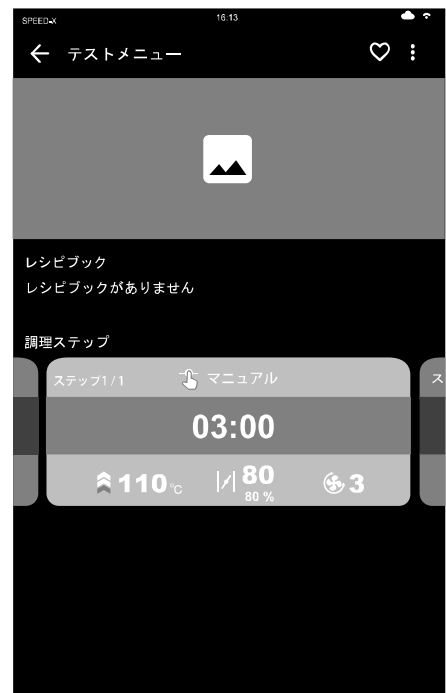 SPEED-X
16.13
テストメニュー
レシピブック
レシピブックがありません
調理ステップ
ステップ1/1 マニュアル ス
03:00
110 °C 80 3
80 %